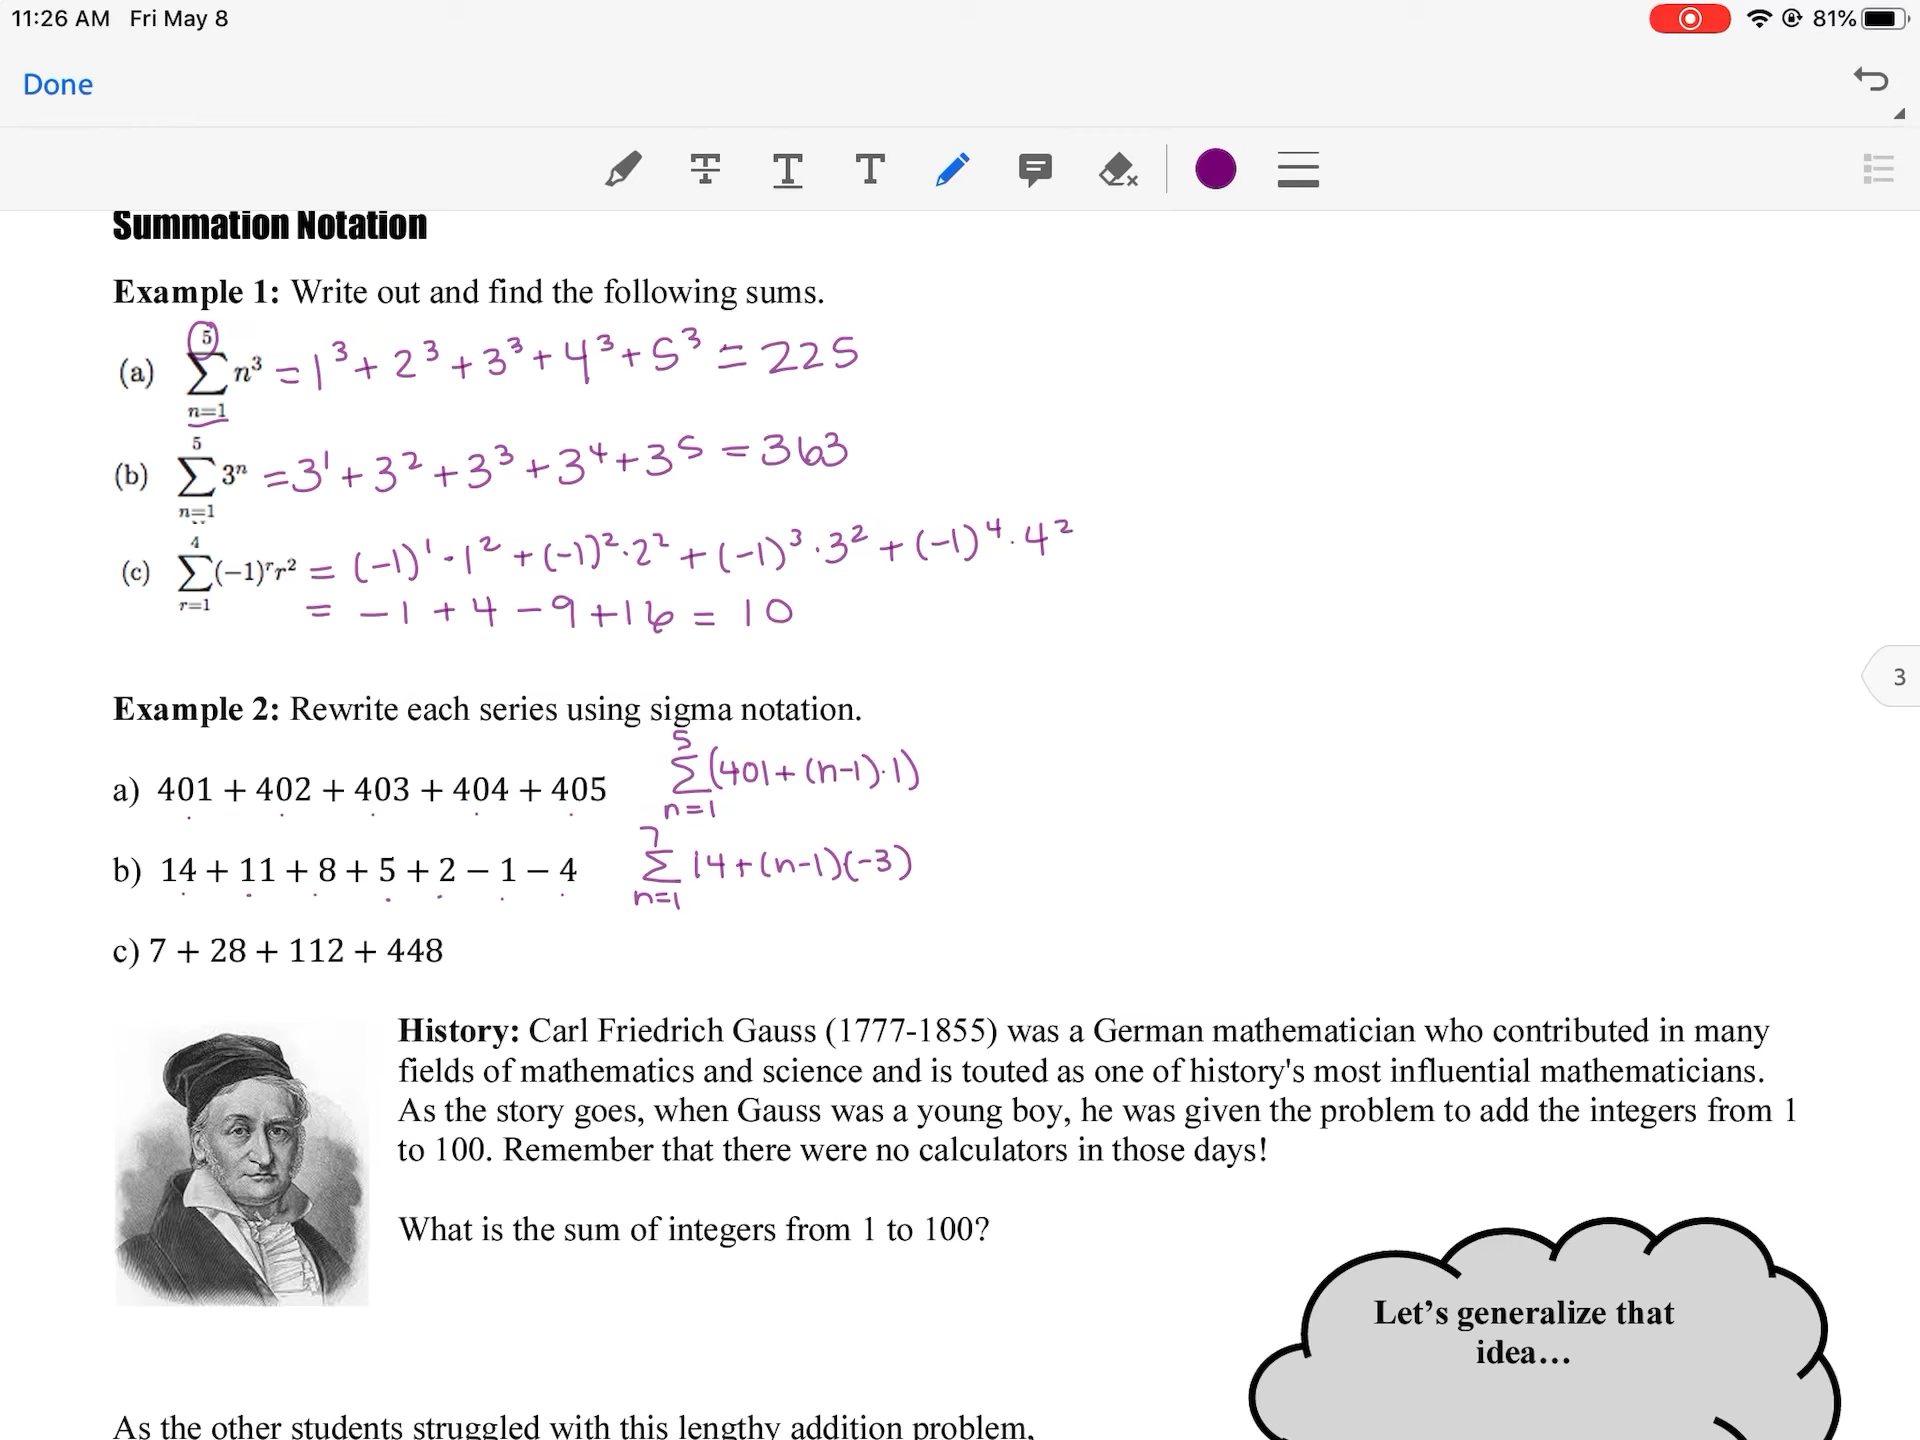 11:26 AM Fri May 8
81%
Done
Summation Notation
Example 1: Write out and find the following sums.
(a) \sum_{n=1}^{5} n³ = 1³ + 2³ + 3³ + 4³ + 5³ = 225
(b) \sum_{n=1}^{5} 3ⁿ = 3¹ + 3² + 3³ + 3⁴ + 3⁵ = 363
(c) \sum_{r=1}^{4} (−1)ʳr² = (-1)¹·1² + (-1)²·2² + (-1)³·3² + (-1)⁴·4²
= -1 + 4 - 9 + 16 = 10
3
Example 2: Rewrite each series using sigma notation.
a) 401 + 402 + 403 + 404 + 405 \sum_{n=1}^{5} (401 + (n-1)·1)
b) 14 + 11 + 8 + 5 + 2 − 1 − 4 \sum_{n=1}^{7} 14 + (n-1)(-3)
c) 7 + 28 + 112 + 448
History: Carl Friedrich Gauss (1777-1855) was a German mathematician who contributed in many
fields of mathematics and science and is touted as one of history's most influential mathematicians.
As the story goes, when Gauss was a young boy, he was given the problem to add the integers from 1
to 100. Remember that there were no calculators in those days!
What is the sum of integers from 1 to 100?
Let’s generalize that
idea…
As the other students struggled with this lengthy addition problem,